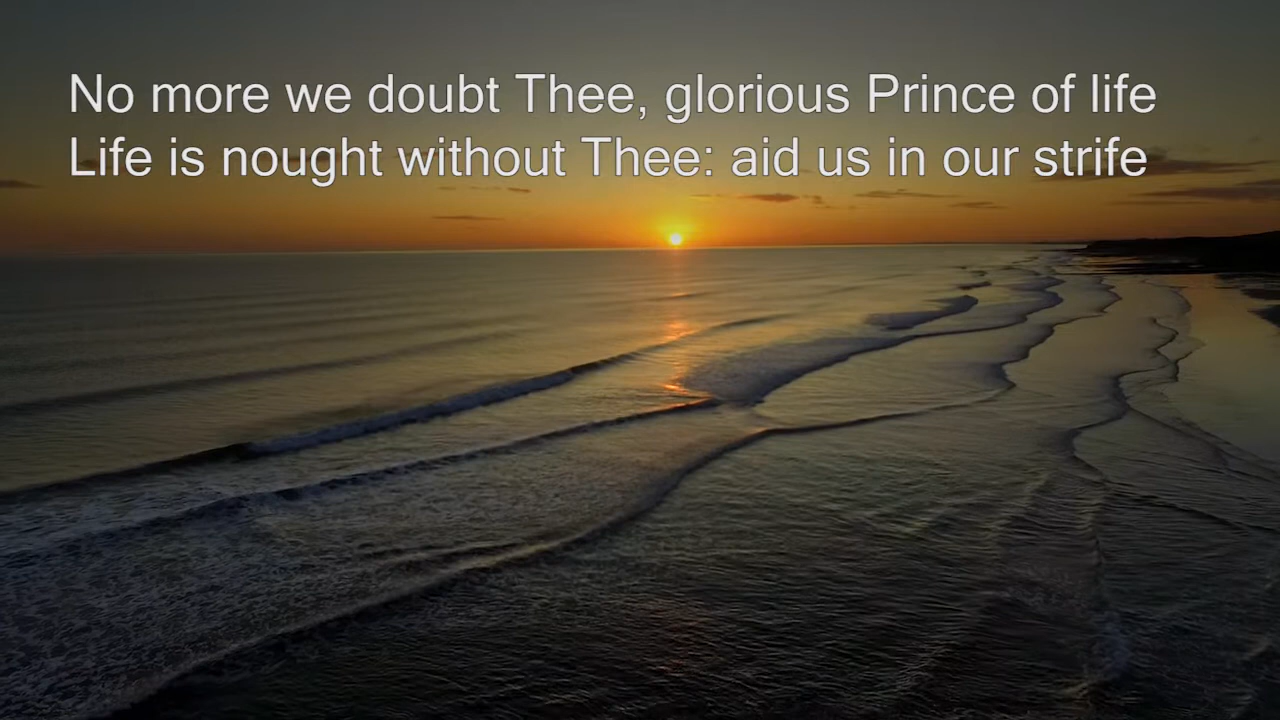 No more we doubt Thee, glorious Prince of life
Life is nought without Thee: aid us in our strife